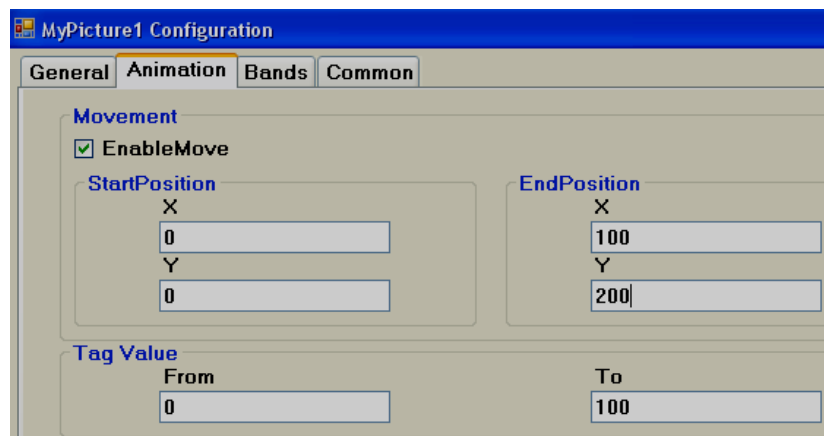 MyPicture1 Configuration
General Animation Bands Common
Movement
EnableMove
StartPosition EndPosition
X X
0 100
Y Y
0 200
Tag Value
From To
0 100